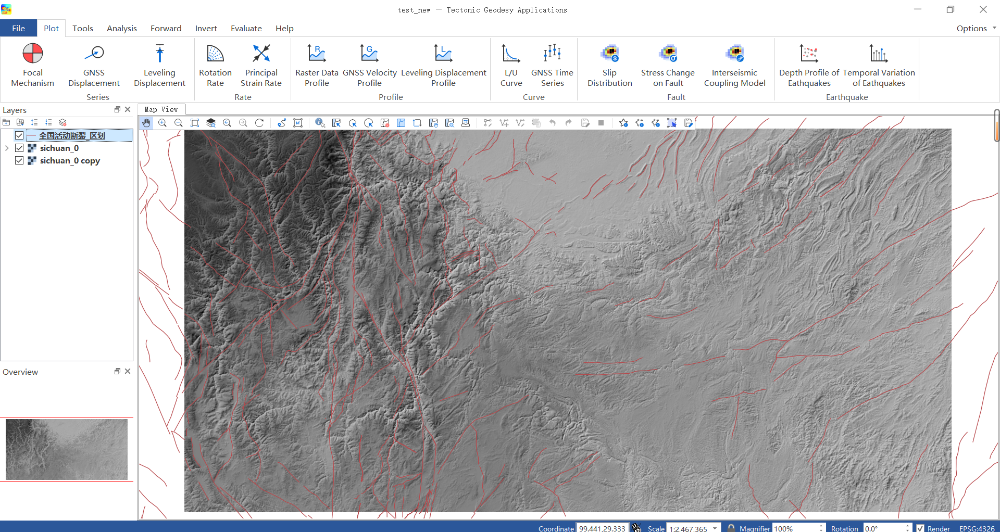 test_new — Tectonic Geodesy Applications
File Plot Tools Analysis Forward Invert Evaluate Help Options
Focal Mechanism
GNSS Displacement
Leveling Displacement
Series
Rotation Rate
Principal Strain Rate
Rate
Raster Data Profile
GNSS Velocity Profile
Leveling Displacement Profile
Profile
L/U Curve
GNSS Time Series
Curve
Slip Distribution
Stress Change on Fault
Interseismic Coupling Model
Fault
Depth Profile of Eathquakes
Temporal Variation of Eathquakes
Earthquake
Layers
Map View
全国活动断裂_区划
sichuan_0
sichuan_0 copy
Overview
Coordinate 99.441,29.333 Scale 1:2,467,365 Magnifier 100% Rotation 0.0° Render EPSG:4326